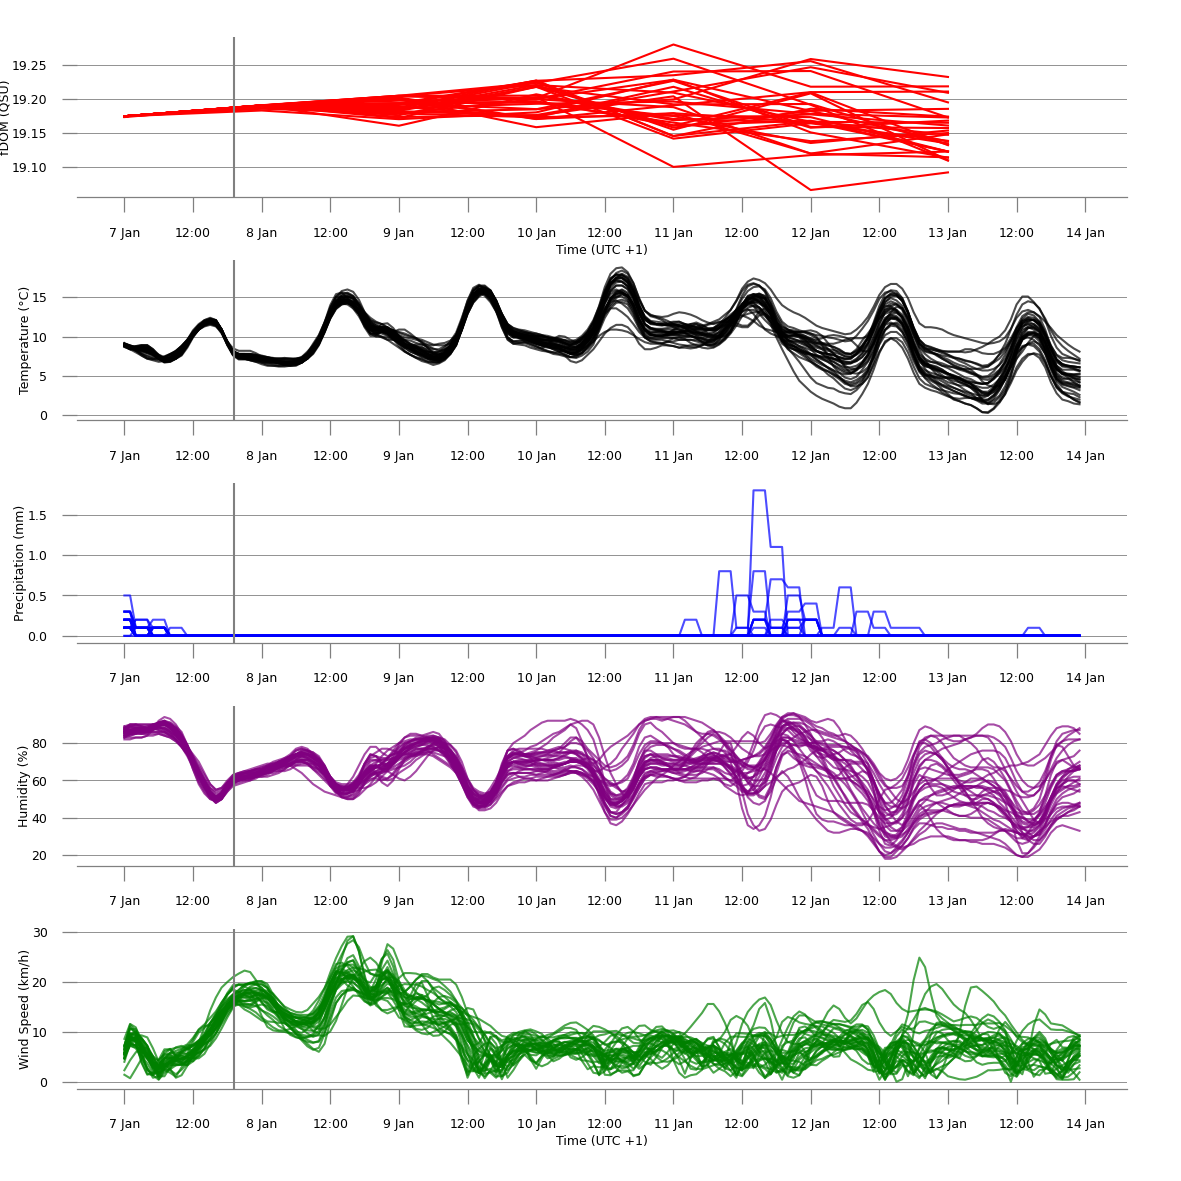 19.25
19.20
19.15
19.10
fDOM (QSU)
7 Jan 12:00 8 Jan 12:00 9 Jan 12:00 10 Jan 12:00 11 Jan 12:00 12 Jan 12:00 13 Jan 12:00 14 Jan
Time (UTC +1)
15
10
5
0
Temperature (°C)
7 Jan 12:00 8 Jan 12:00 9 Jan 12:00 10 Jan 12:00 11 Jan 12:00 12 Jan 12:00 13 Jan 12:00 14 Jan
1.5
1.0
0.5
0.0
Precipitation (mm)
7 Jan 12:00 8 Jan 12:00 9 Jan 12:00 10 Jan 12:00 11 Jan 12:00 12 Jan 12:00 13 Jan 12:00 14 Jan
80
60
40
20
Humidity (%)
7 Jan 12:00 8 Jan 12:00 9 Jan 12:00 10 Jan 12:00 11 Jan 12:00 12 Jan 12:00 13 Jan 12:00 14 Jan
30
20
10
0
Wind Speed (km/h)
7 Jan 12:00 8 Jan 12:00 9 Jan 12:00 10 Jan 12:00 11 Jan 12:00 12 Jan 12:00 13 Jan 12:00 14 Jan
Time (UTC +1)